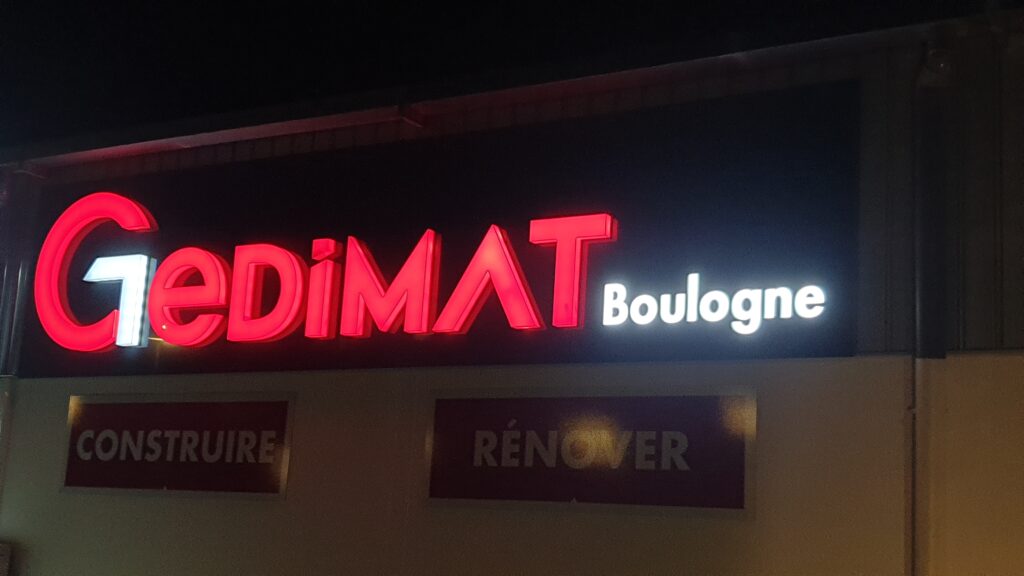 GeDiMAT Boulogne
CONSTRUIRE
RÉNOVER